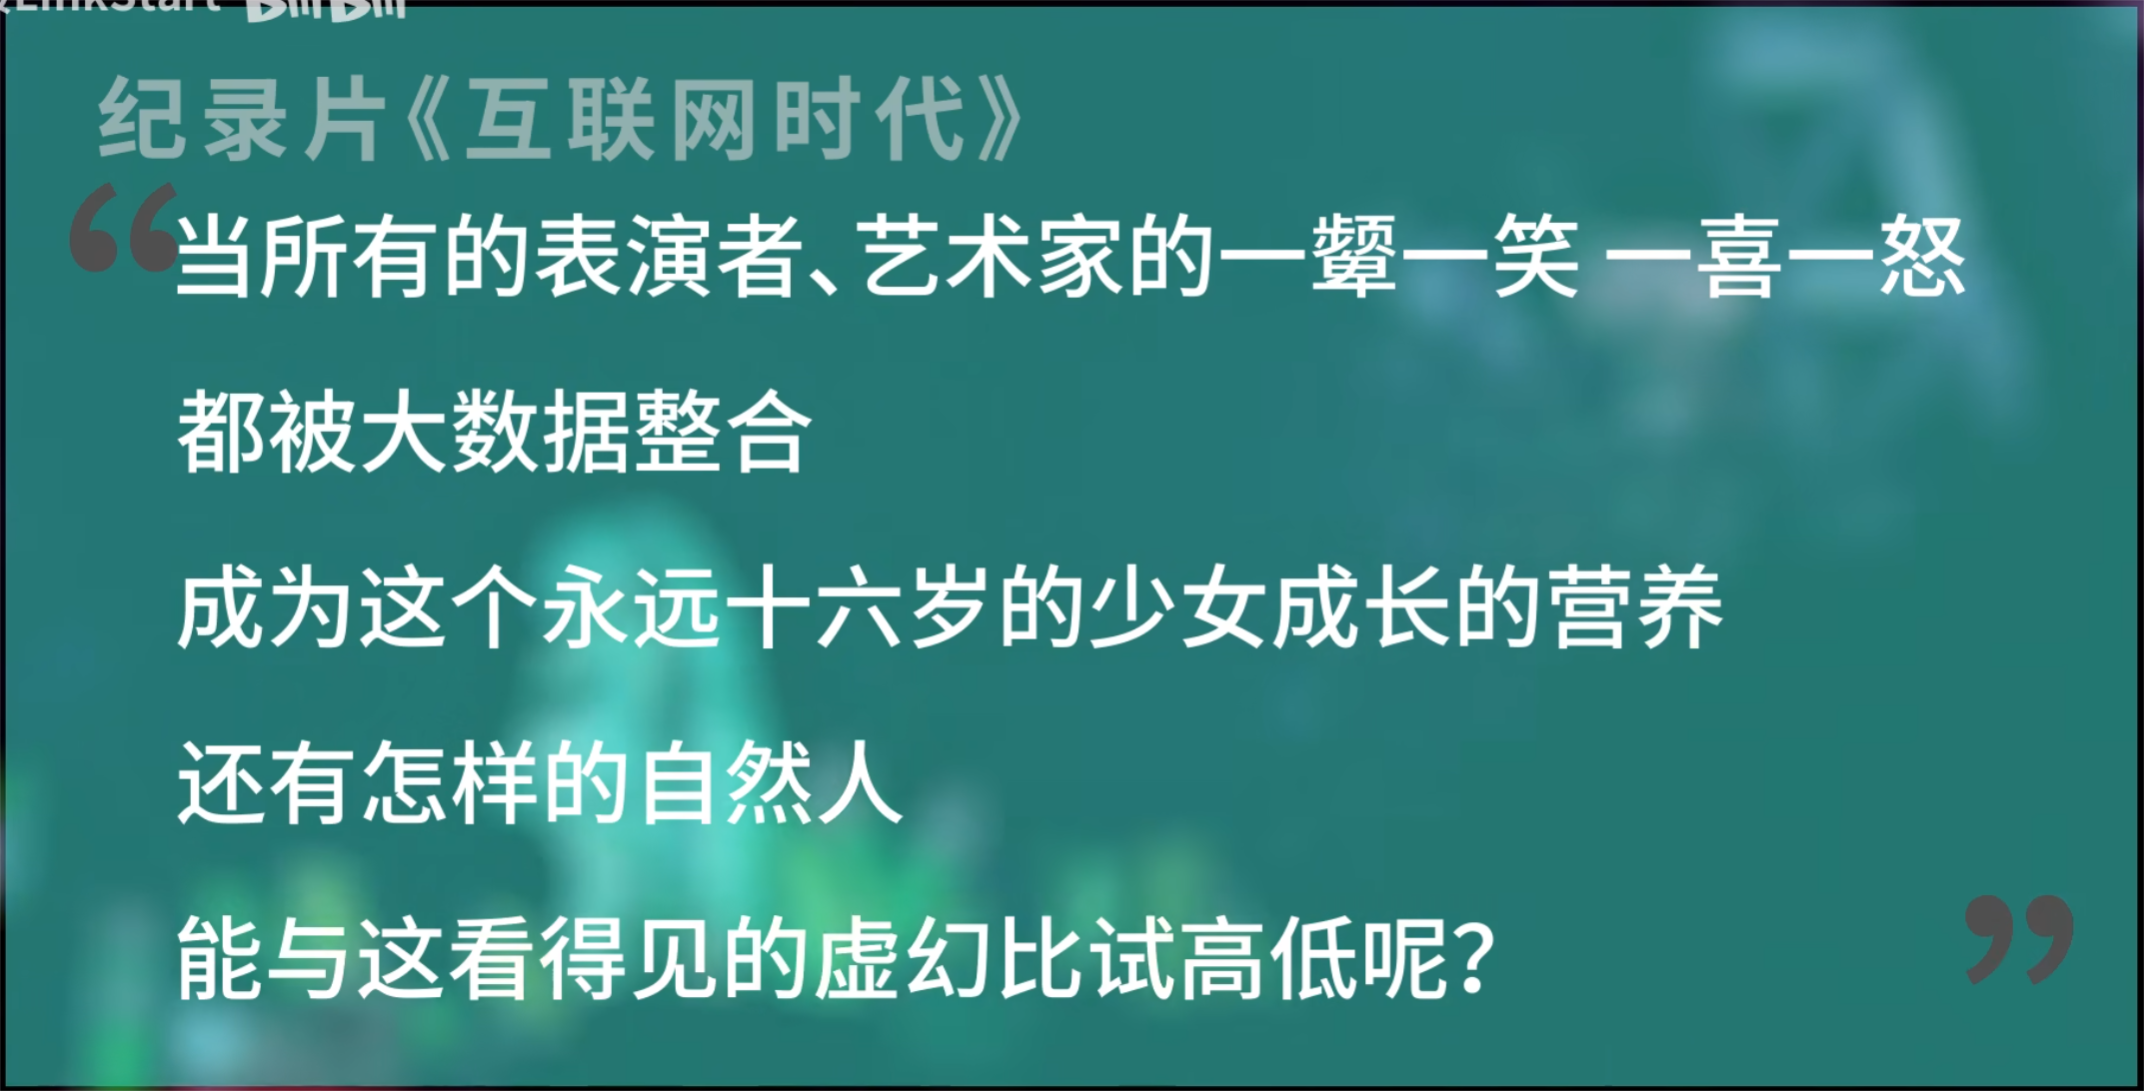 LinkStart bilibili
纪录片《互联网时代》
“当所有的表演者、艺术家的一颦一笑 一喜一怒
都被大数据整合
成为这个永远十六岁的少女成长的营养
还有怎样的自然人
能与这看得见的虚幻比试高低呢？”